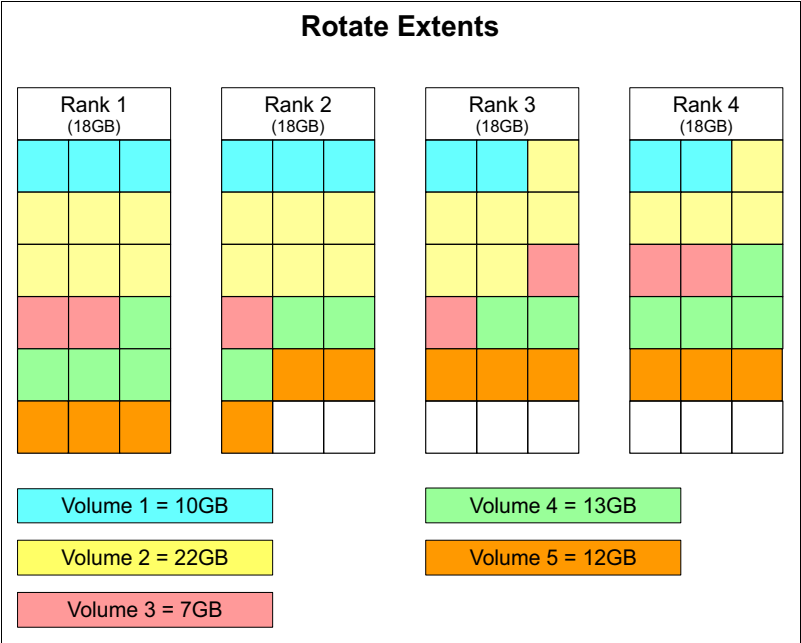 Rotate Extents
Rank 1
(18GB)
Rank 2
(18GB)
Rank 3
(18GB)
Rank 4
(18GB)
Volume 1 = 10GB
Volume 4 = 13GB
Volume 2 = 22GB
Volume 5 = 12GB
Volume 3 = 7GB